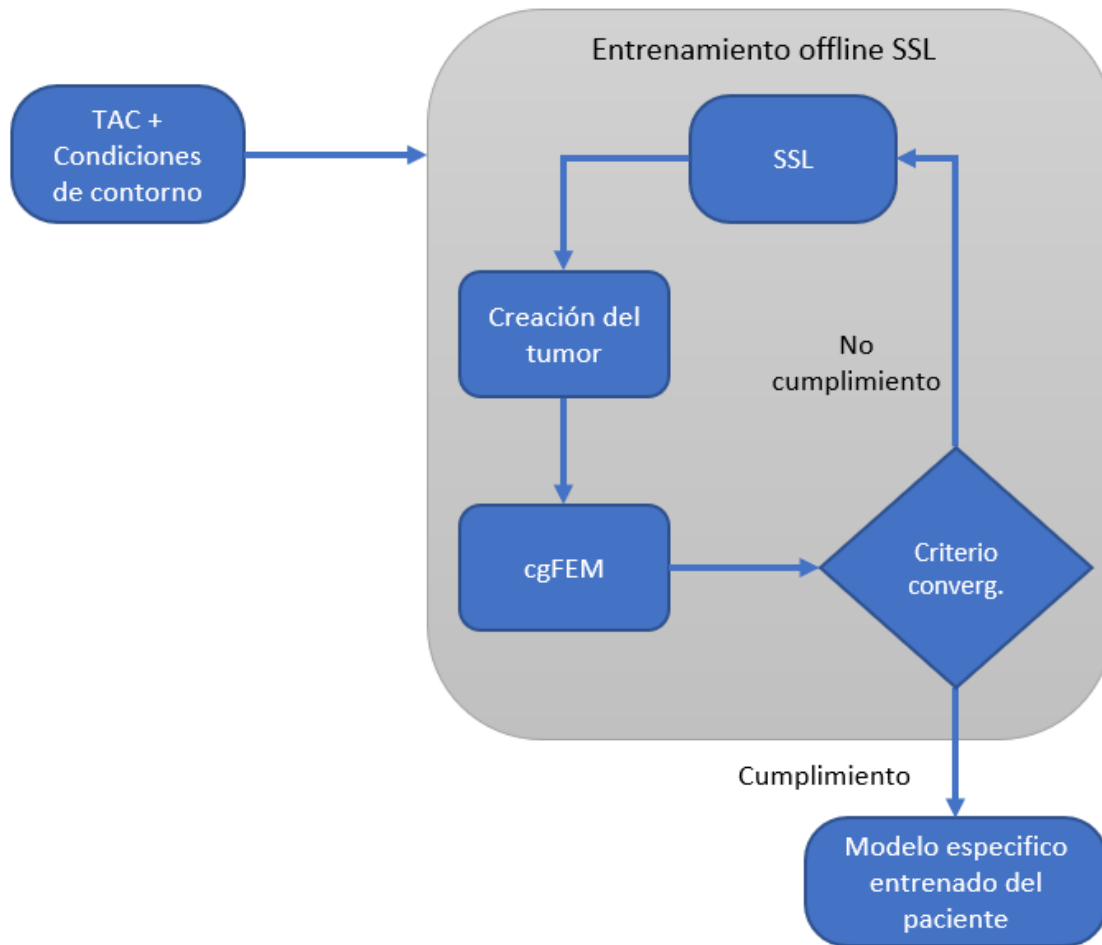 Entrenamiento offline SSL
TAC +
Condiciones
de contorno
SSL
Creación del
tumor
No
cumplimiento
cgFEM
Criterio
converg.
Cumplimiento
Modelo especifico
entrenado del
paciente